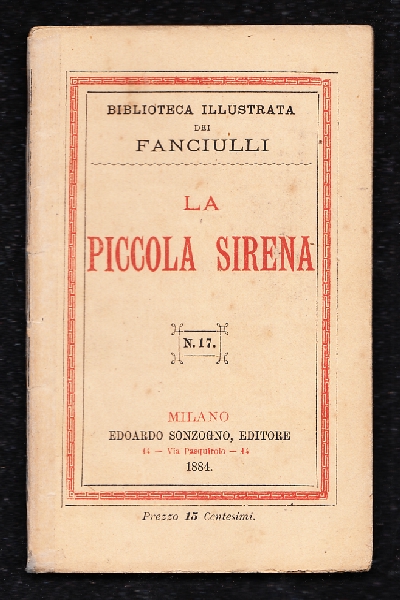 BIBLIOTECA ILLUSTRATA
DEI
FANCIULLI
LA
PICCOLA SIRENA
N. 17.
MILANO
EDOARDO SONZOGNO, EDITORE
14 — Via Pasquirolo — 14
1884.
Prezzo 15 Centesimi.